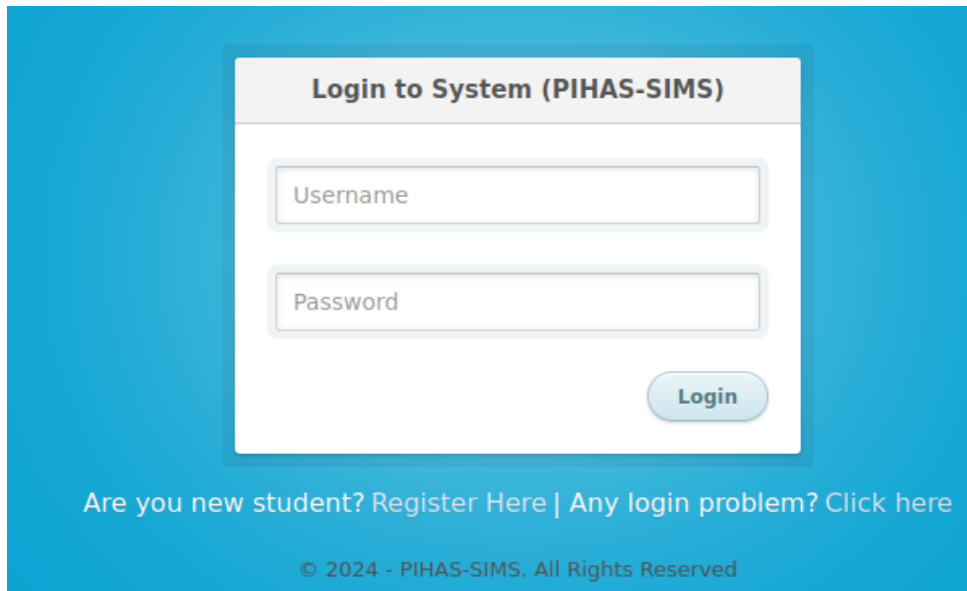 Login to System (PIHAS-SIMS)
Username
Password
Login
Are you new student? Register Here | Any login problem? Click here
© 2024 - PIHAS-SIMS. All Rights Reserved